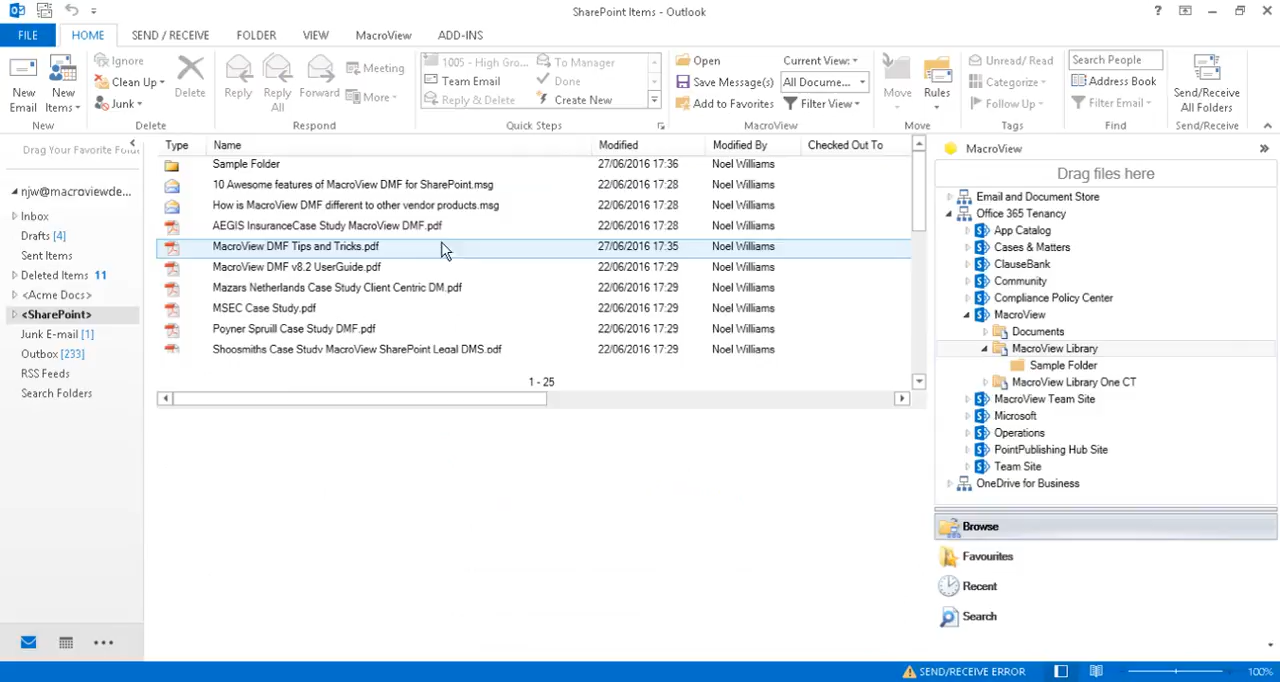 SharePoint Items - Outlook
?
FILE
HOME
SEND / RECEIVE
FOLDER
VIEW
MacroView
ADD-INS
New Email
New Items
New
Ignore
Clean Up
Junk
Delete
Delete
Reply
Reply All
Forward
Meeting
More
Respond
1005 - High Gro...
Team Email
Reply & Delete
To Manager
Done
Create New
Quick Steps
Open
Save Message(s)
Add to Favorites
Current View:
All Docume...
Filter View
MacroView
Move
Rules
Move
Unread/ Read
Categorize
Follow Up
Tags
Search People
Address Book
Filter Email
Find
Send/Receive All Folders
Send/Receive
Drag Your Favorite Fol
njw@macroviewde...
Inbox
Drafts [4]
Sent Items
Deleted Items 11
<Acme Docs>
<SharePoint>
Junk E-mail [1]
Outbox [233]
RSS Feeds
Search Folders
Type Name Modified Modified By Checked Out To
Sample Folder 27/06/2016 17:36 Noel Williams
10 Awesome features of MacroView DMF for SharePoint.msg 22/06/2016 17:28 Noel Williams
How is MacroView DMF different to other vendor products.msg 22/06/2016 17:28 Noel Williams
AEGIS InsuranceCase Study MacroView DMF.pdf 22/06/2016 17:28 Noel Williams
MacroView DMF Tips and Tricks.pdf 27/06/2016 17:35 Noel Williams
MacroView DMF v8.2 UserGuide.pdf 22/06/2016 17:29 Noel Williams
Mazars Netherlands Case Study Client Centric DM.pdf 22/06/2016 17:29 Noel Williams
MSEC Case Study.pdf 22/06/2016 17:29 Noel Williams
Poyner Spruill Case Study DMF.pdf 22/06/2016 17:29 Noel Williams
Shoosmiths Case Study MacroView SharePoint Legal DMS.pdf 22/06/2016 17:29 Noel Williams
1 - 25
MacroView
Drag files here
Email and Document Store
Office 365 Tenancy
App Catalog
Cases & Matters
ClauseBank
Community
Compliance Policy Center
MacroView
Documents
MacroView Library
Sample Folder
MacroView Library One CT
MacroView Team Site
Microsoft
Operations
PointPublishing Hub Site
Team Site
OneDrive for Business
Browse
Favourites
Recent
Search
SEND/RECEIVE ERROR
100%